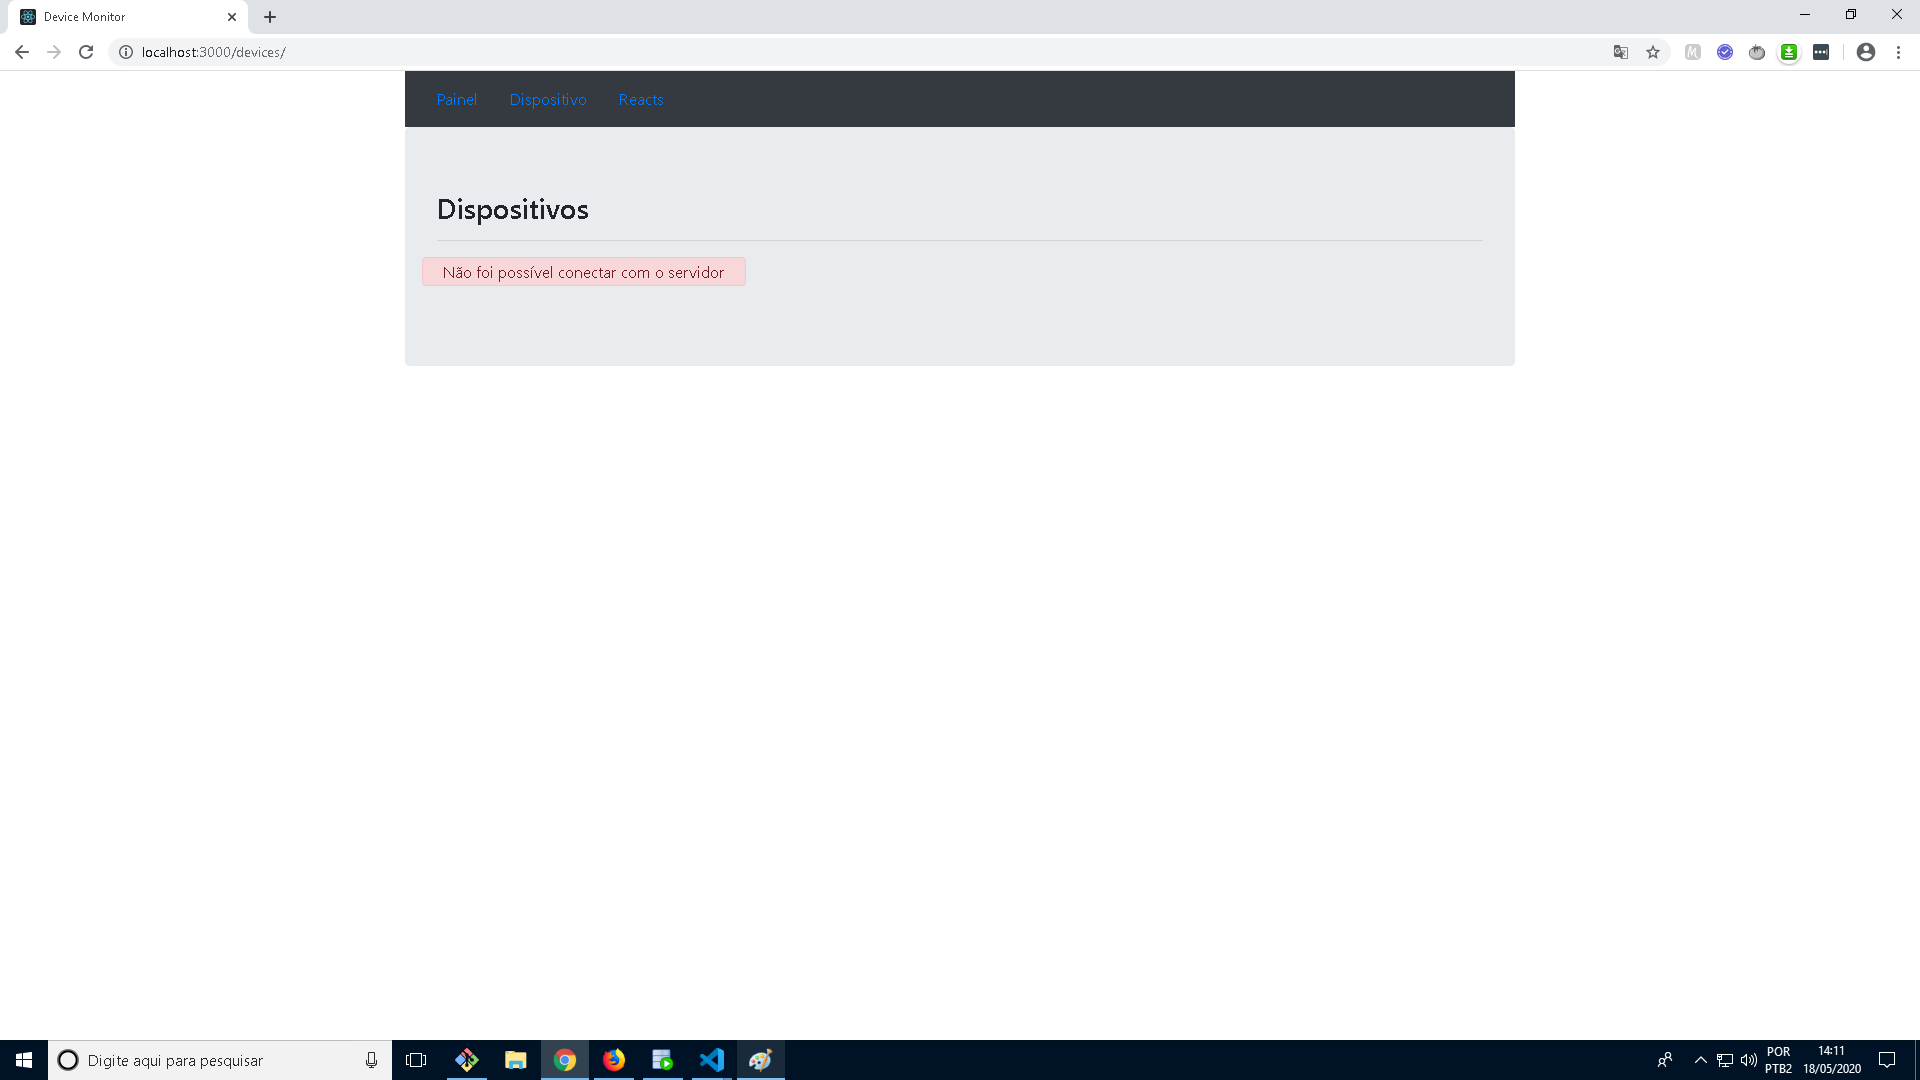 Device Monitor
localhost:3000/devices/
Painel Dispositivo Reacts
Dispositivos
Não foi possível conectar com o servidor
Digite aqui para pesquisar
POR
PTB2
14:11
18/05/2020